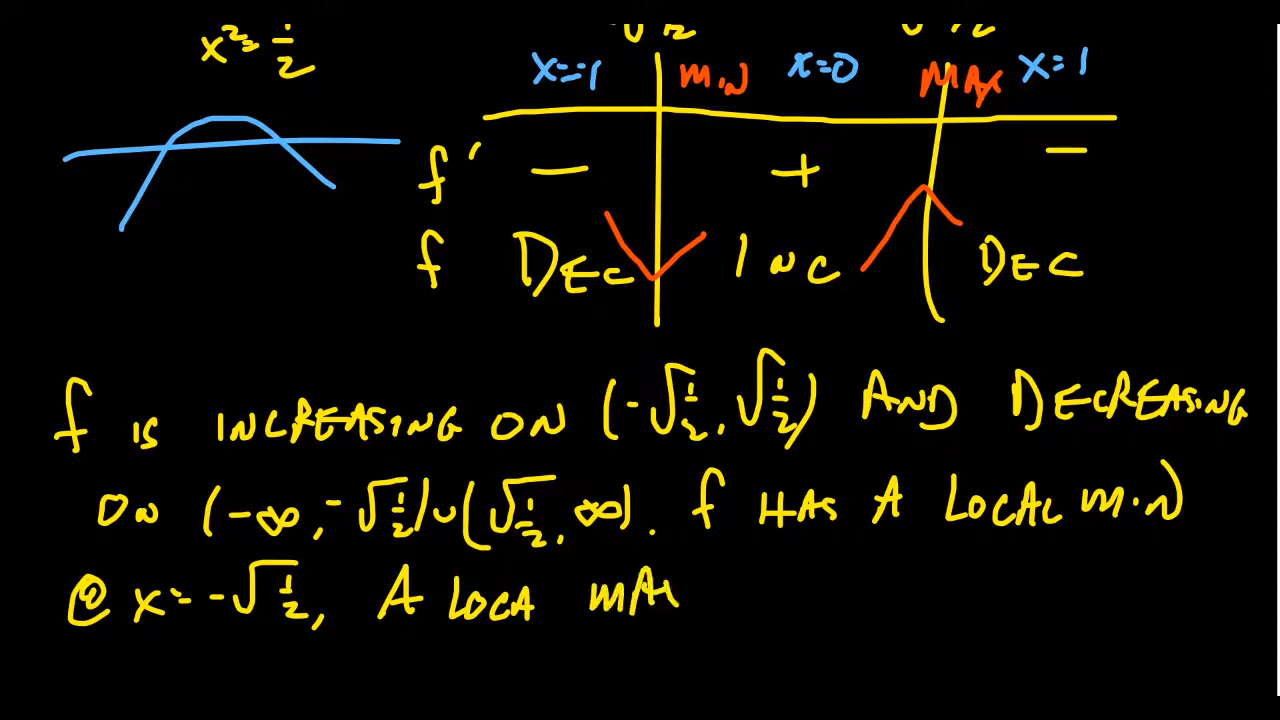 x² = 1/2
x=-1 MIN x=0 MAX x=1
f' − + −
f DEC INC DEC
f IS INCREASING ON (-√1/2, √1/2) AND DECREASING
ON (-∞, -√1/2) ∪ (√1/2, ∞). f HAS A LOCAL MIN
@ x = -√1/2, A LOCA MA